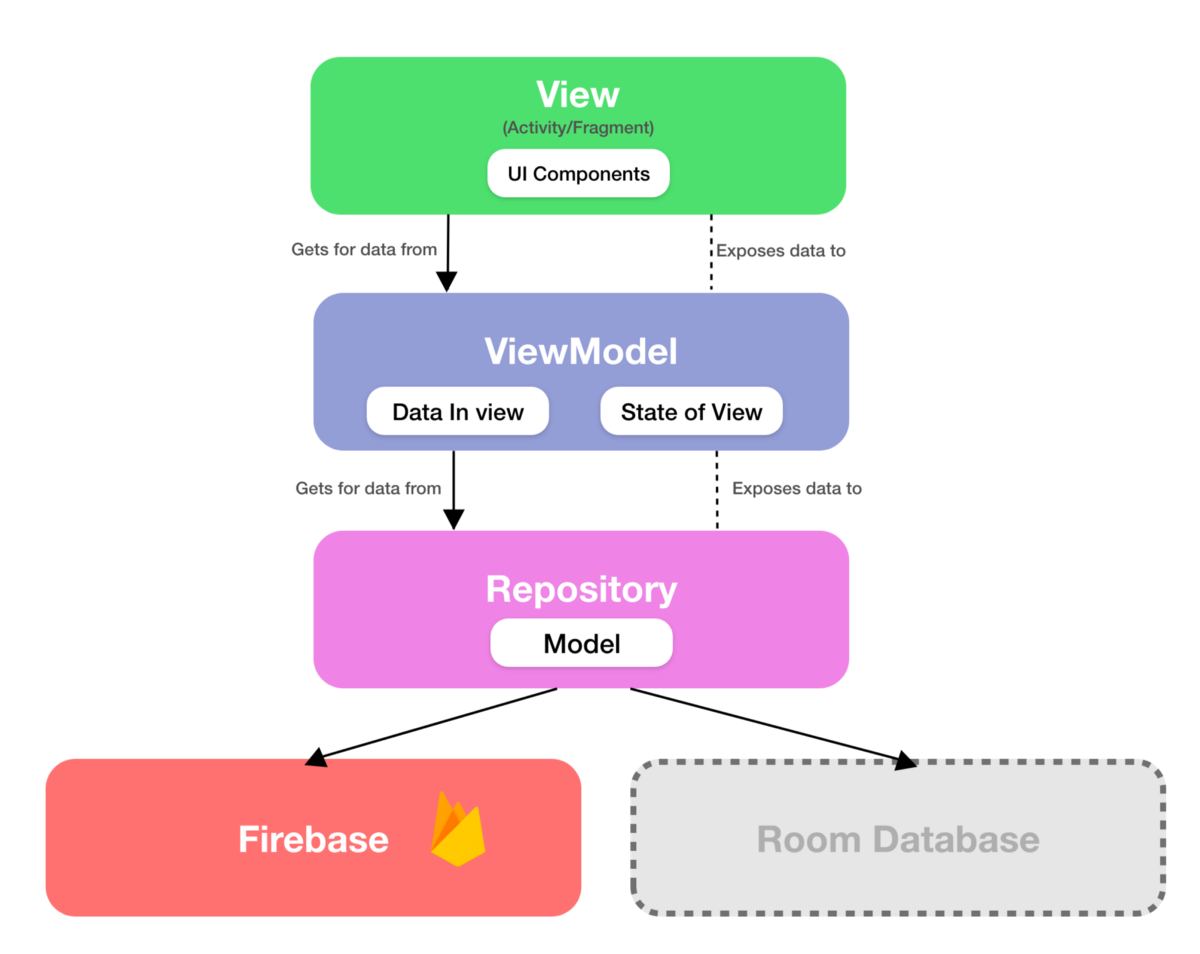 View
(Activity/Fragment)
UI Components
Gets for data from
Exposes data to
ViewModel
Data In view
State of View
Gets for data from
Exposes data to
Repository
Model
Firebase
Room Database